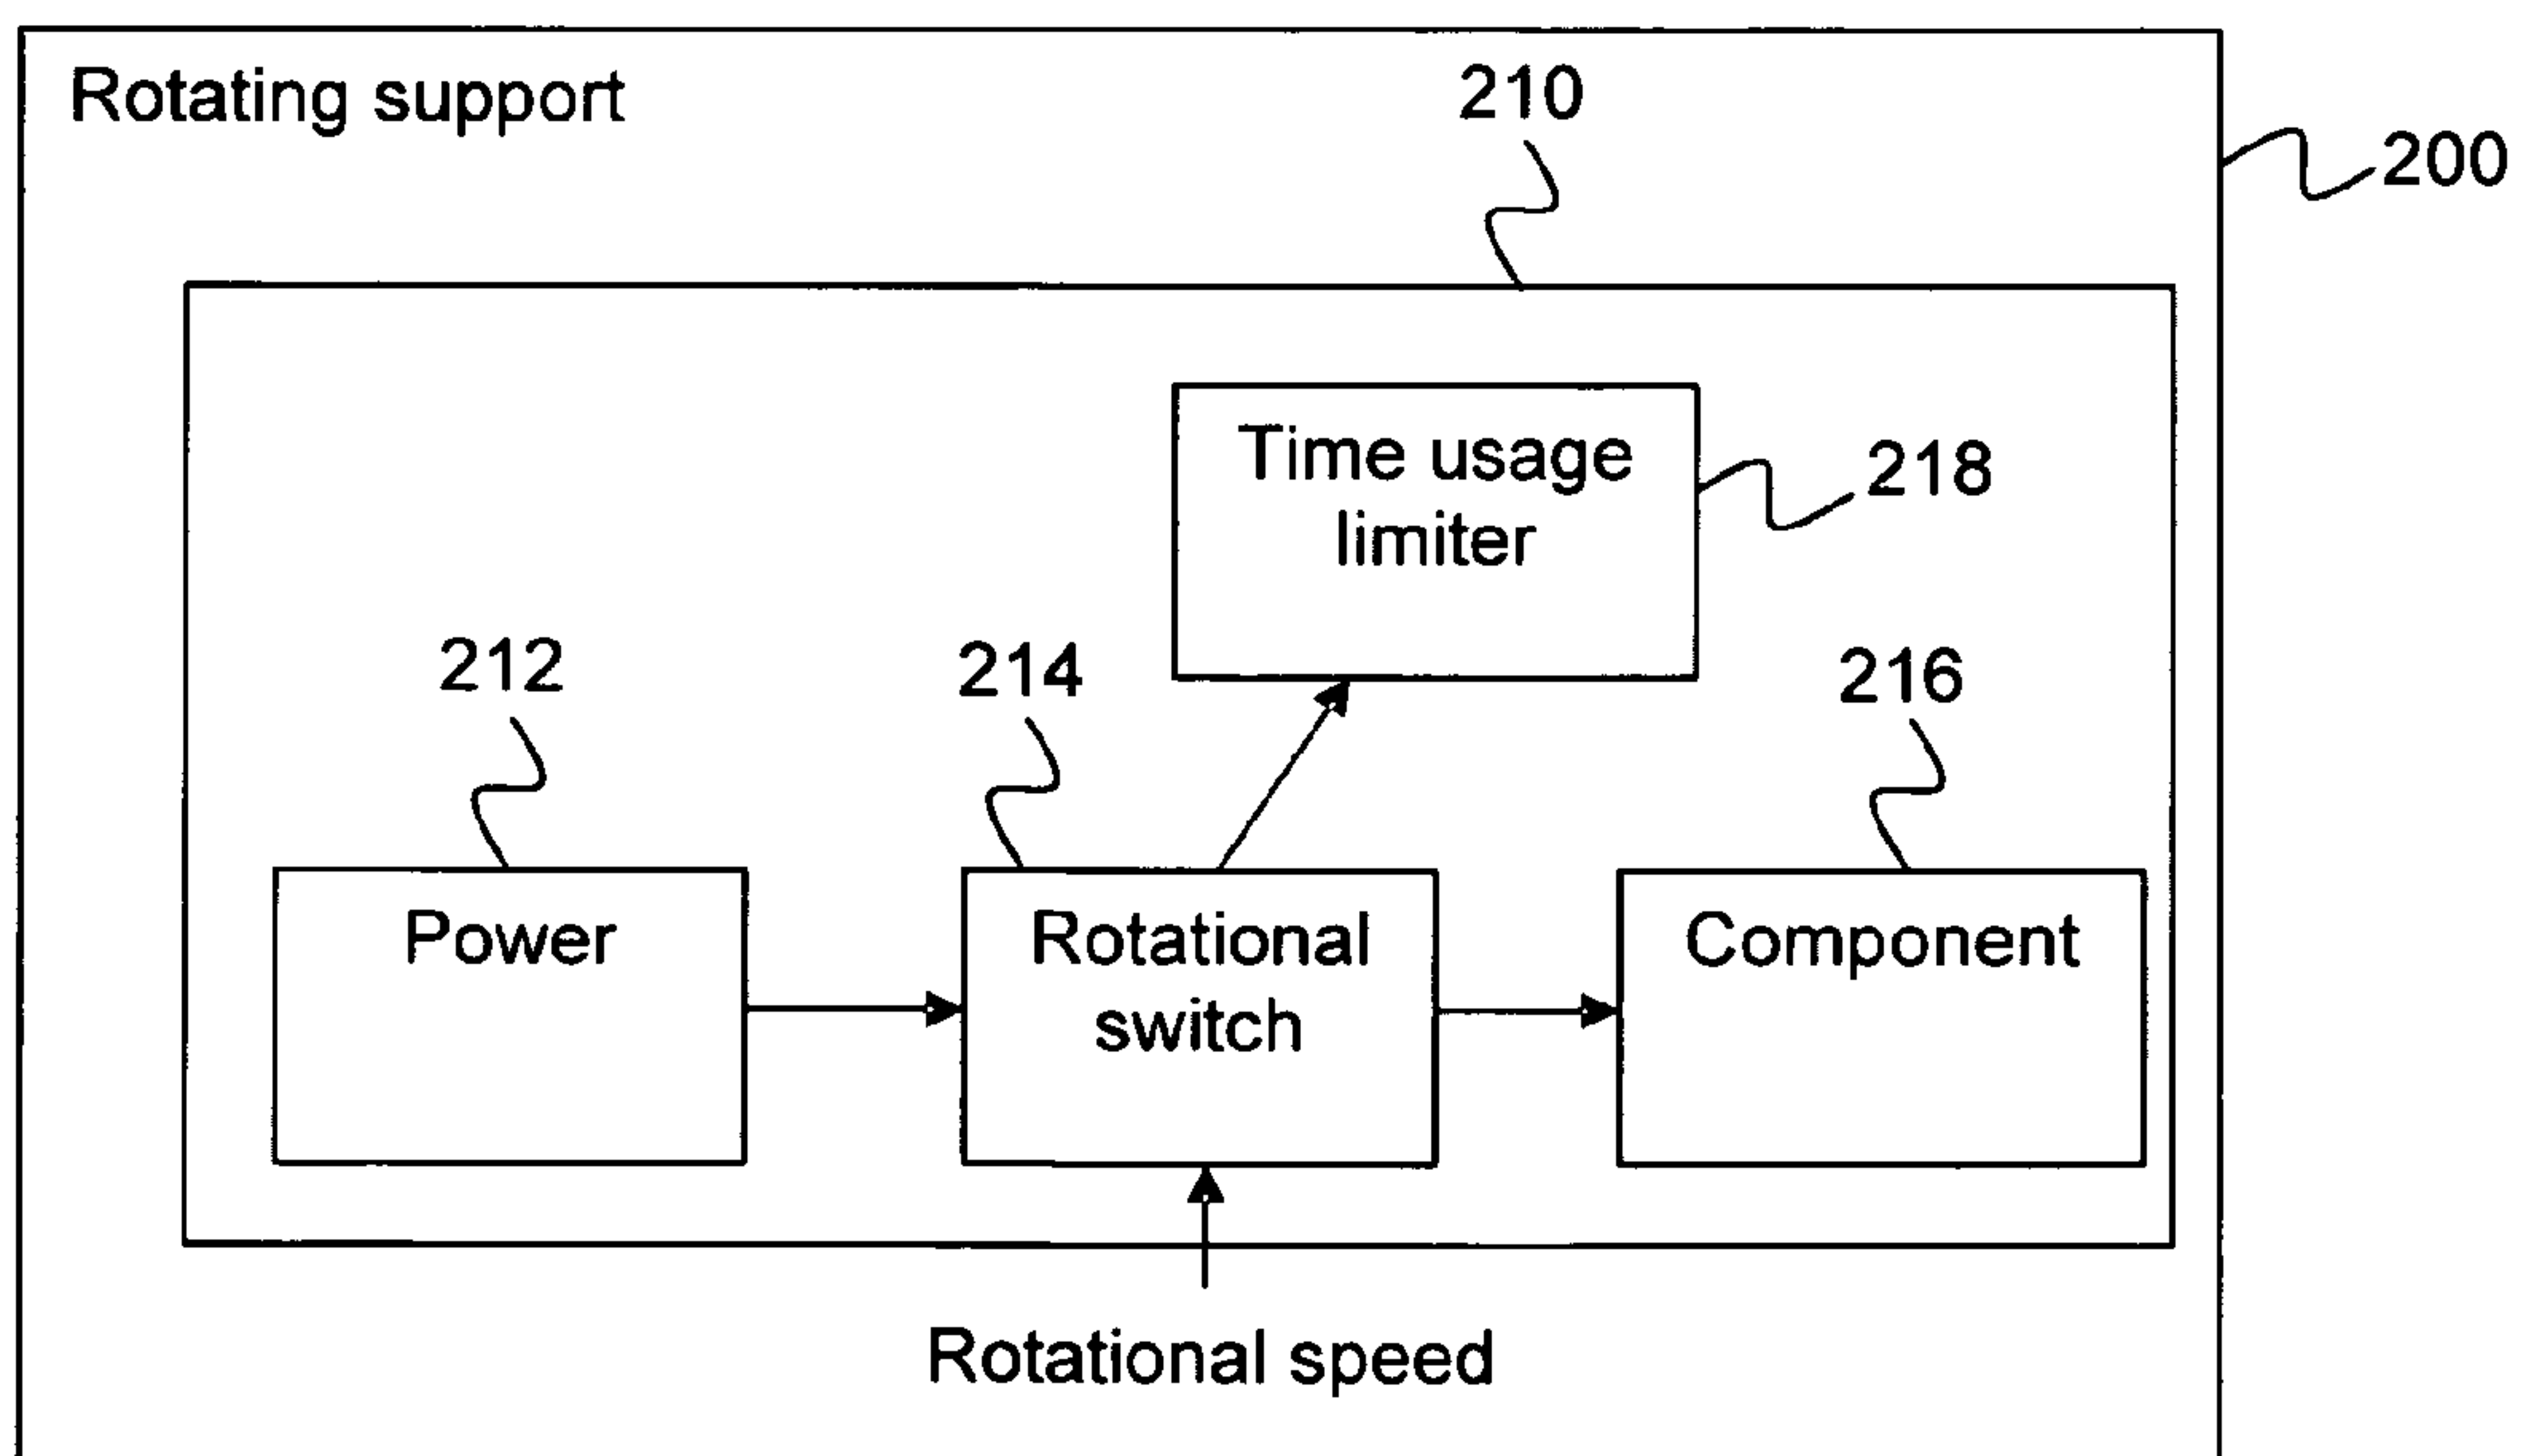 Rotating support
210
200
Time usage
limiter
218
212
214
216
Power
Rotational
switch
Component
Rotational speed